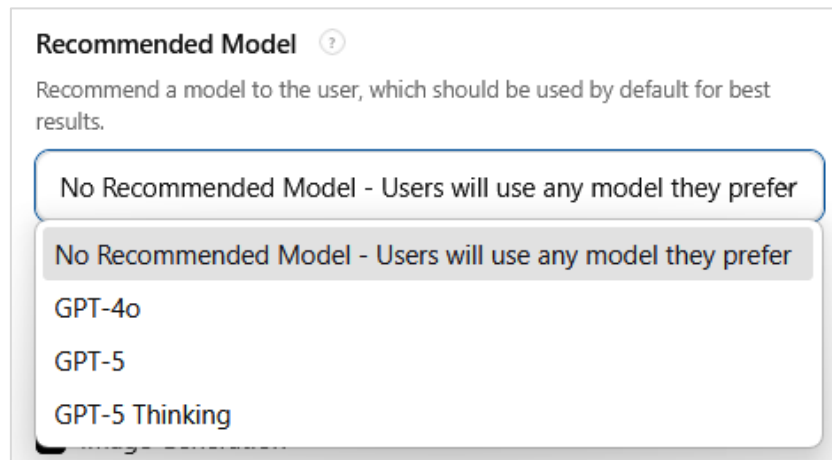 Recommended Model ?
Recommend a model to the user, which should be used by default for best
results.
No Recommended Model - Users will use any model they prefer
No Recommended Model - Users will use any model they prefer
GPT-4o
GPT-5
GPT-5 Thinking